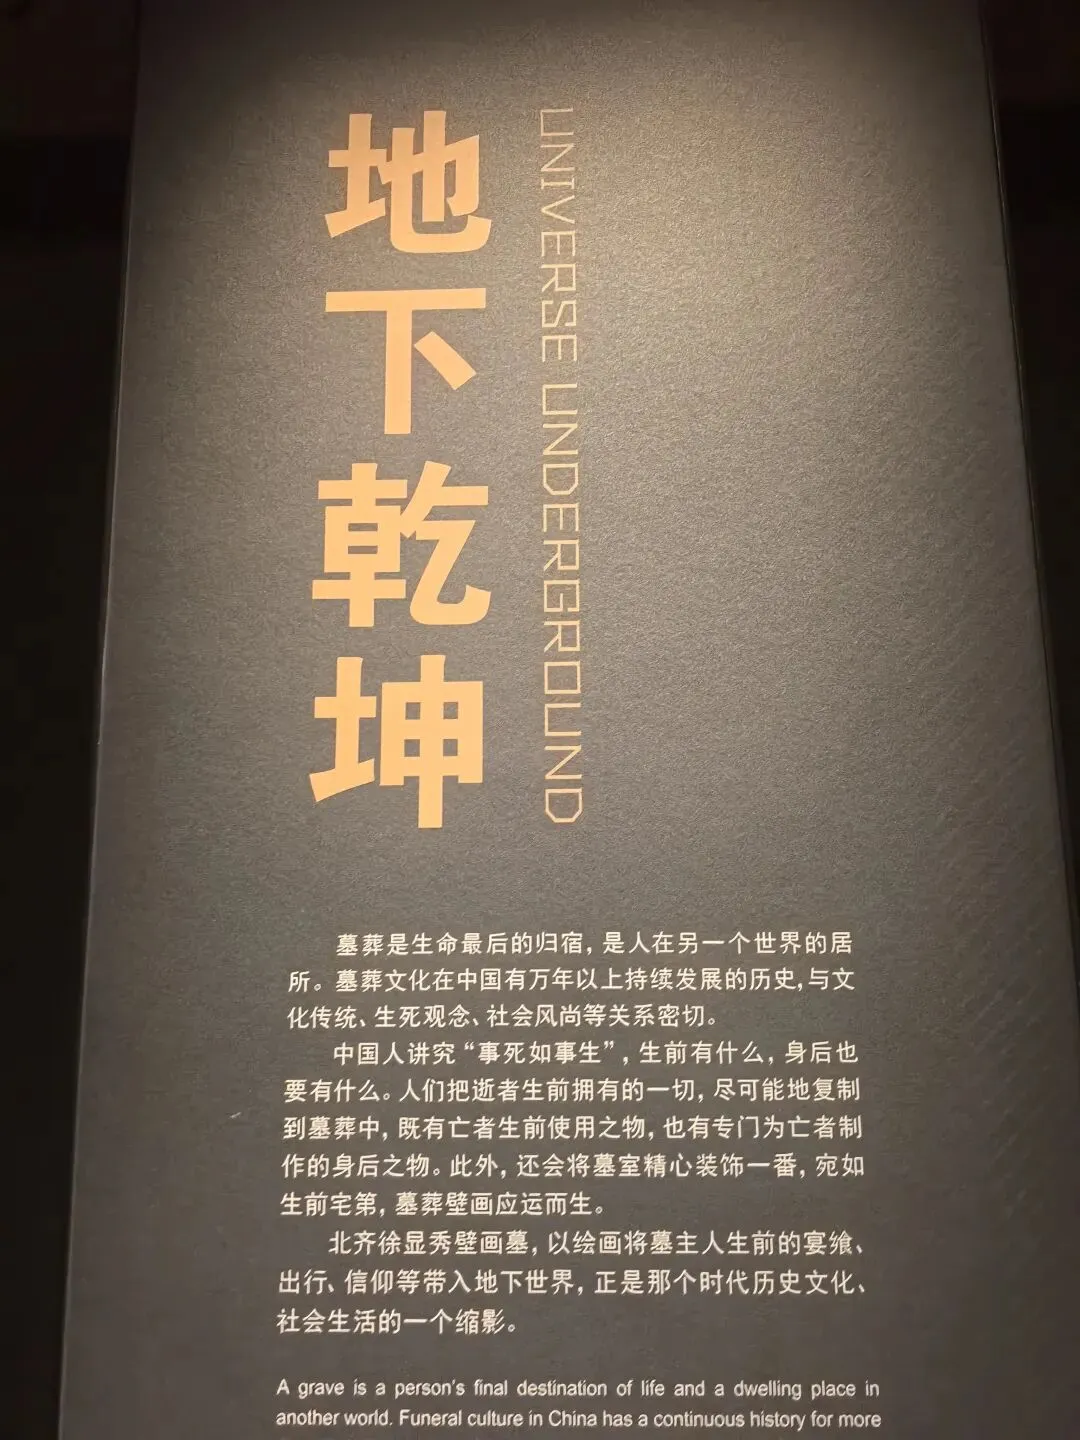 地下乾坤
UNIVERSE UNDERGROUND
墓葬是生命最后的归宿，是人在另一个世界的居
所。墓葬文化在中国有万年以上持续发展的历史，与文
化传统、生死观念、社会风尚等关系密切。
中国人讲究“事死如事生”，生前有什么，身后也
要有什么。人们把逝者生前拥有的一切，尽可能地复制
到墓葬中，既有亡者生前使用之物，也有专门为亡者制
作的身后之物。此外，还会将墓室精心装饰一番，宛如
生前宅第，墓葬壁画应运而生。
北齐徐显秀壁画墓，以绘画将墓主人生前的宴飨、
出行、信仰等带入地下世界，正是那个时代历史文化、
社会生活的一个缩影。
A grave is a person's final destination of life and a dwelling place in
another world. Funeral culture in China has a continuous history for more